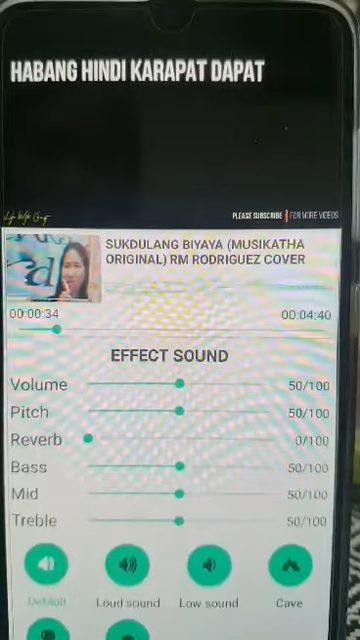 HABANG HINDI KARAPAT DAPAT
PLEASE SUBSCRIBE | FOR MORE VIDEOS
SUKDULANG BIYAYA (MUSIKATHA
ORIGINAL) RM RODRIGUEZ COVER
00:00:34
00:04:40
EFFECT SOUND
Volume 50/100
Pitch 50/100
Reverb 0/100
Bass 50/100
Mid 50/100
Treble 50/100
Default Loud sound Low sound Cave